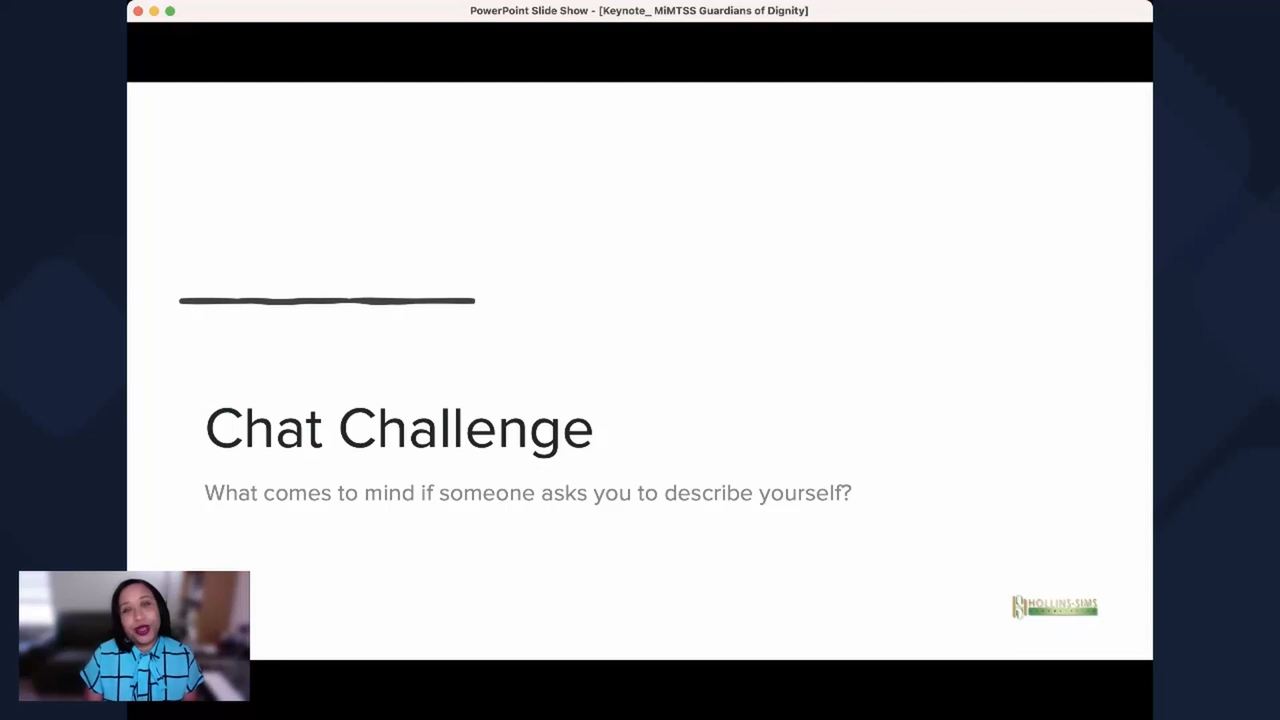 PowerPoint Slide Show - [Keynote_ MiMTSS Guardians of Dignity]
Chat Challenge
What comes to mind if someone asks you to describe yourself?
HOLLINS-SIMS